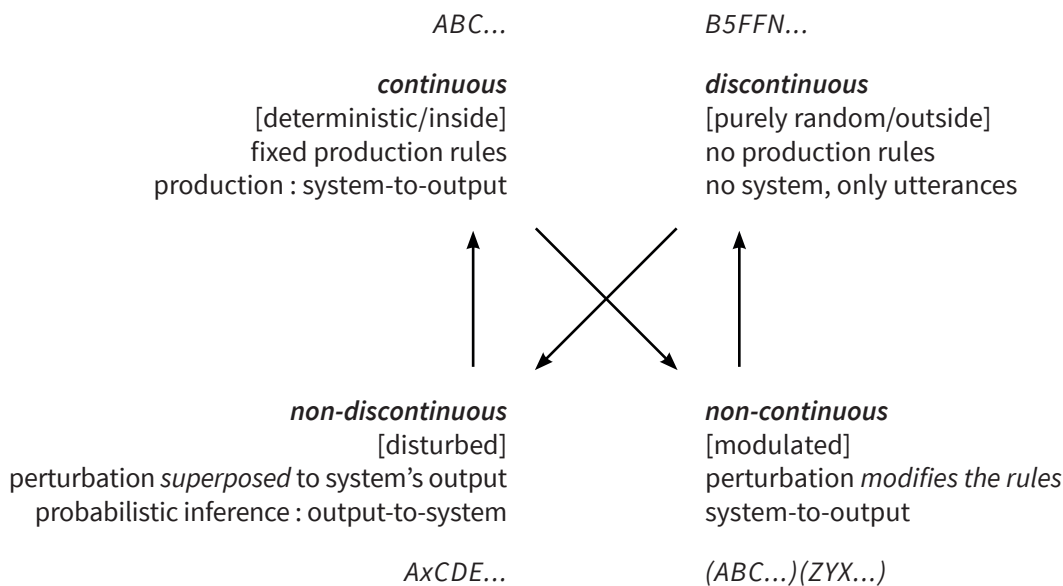 ABC...
continuous
[deterministic/inside]
fixed production rules
production : system-to-output
B5FFN...
discontinuous
[purely random/outside]
no production rules
no system, only utterances
non-discontinuous
[disturbed]
perturbation superposed to system’s output
probabilistic inference : output-to-system
AxCDE...
non-continuous
[modulated]
perturbation modifies the rules
system-to-output
(ABC...)(ZYX...)